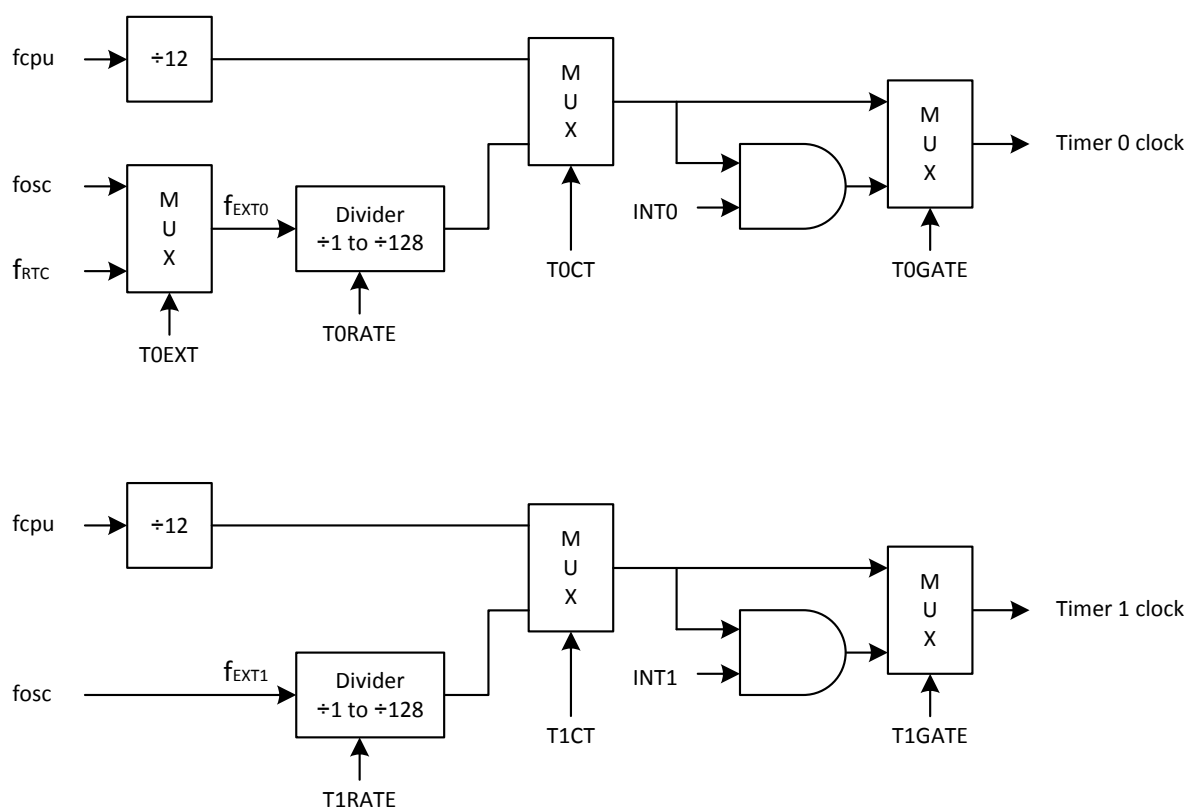 fcpu
÷12
M
U
X
M
U
X
Timer 0 clock
fosc
M
U
X
fEXT0
Divider
÷1 to ÷128
INT0
fRTC
T0CT
T0GATE
T0RATE
T0EXT
fcpu
÷12
M
U
X
M
U
X
Timer 1 clock
fosc
fEXT1
Divider
÷1 to ÷128
INT1
T1CT
T1GATE
T1RATE